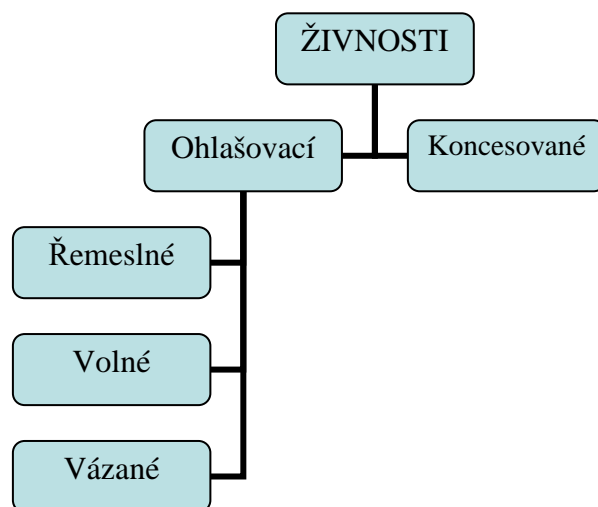 ŽIVNOSTI
Ohlašovací
Koncesované
Řemeslné
Volné
Vázané